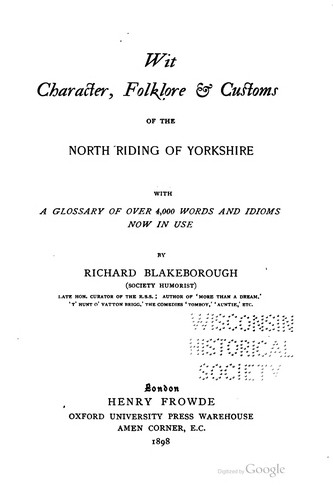 Wit
Character, Folklore & Customs
OF THE
NORTH RIDING OF YORKSHIRE
WITH
A GLOSSARY OF OVER 4,000 WORDS AND IDIOMS
NOW IN USE
BY
RICHARD BLAKEBOROUGH
(SOCIETY HUMORIST)
LATE HON. CURATOR OF THE R.S.S.; AUTHOR OF 'MORE THAN A DREAM,'
'T' HUNT O' YATTON BRIGG,' THE COMEDIES 'TOMBOY,' 'AUNTIE,' ETC.
WISCONSIN
HISTORICAL
SOCIETY
London
HENRY FROWDE
OXFORD UNIVERSITY PRESS WAREHOUSE
AMEN CORNER, E.C.
1898
Digitized by Google